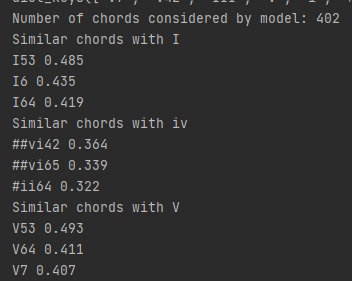 Number of chords considered by model: 402
Similar chords with I
I53 0.485
I6 0.435
I64 0.419
Similar chords with iv
##vi42 0.364
##vi65 0.339
#ii64 0.322
Similar chords with V
V53 0.493
V64 0.411
V7 0.407